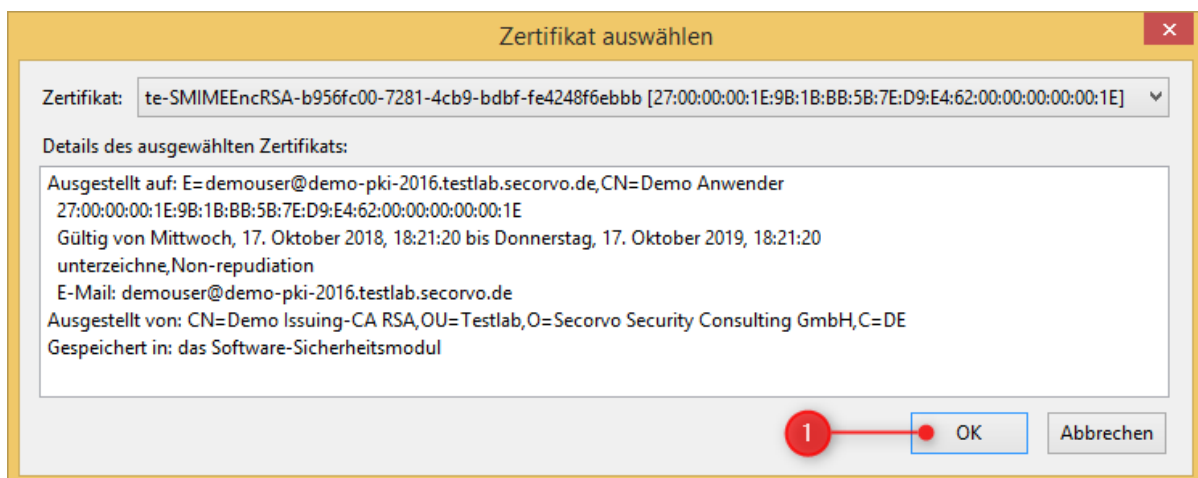 Zertifikat auswählen
Zertifikat: te-SMIMEEncRSA-b956fc00-7281-4cb9-bdbf-fe4248f6ebbb [27:00:00:00:1E:9B:1B:BB:5B:7E:D9:E4:62:00:00:00:00:00:1E]
Details des ausgewählten Zertifikats:
Ausgestellt auf: E=demouser@demo-pki-2016.testlab.secorvo.de,CN=Demo Anwender
27:00:00:00:1E:9B:1B:BB:5B:7E:D9:E4:62:00:00:00:00:00:1E
Gültig von Mittwoch, 17. Oktober 2018, 18:21:20 bis Donnerstag, 17. Oktober 2019, 18:21:20
unterzeichne,Non-repudiation
E-Mail: demouser@demo-pki-2016.testlab.secorvo.de
Ausgestellt von: CN=Demo Issuing-CA RSA,OU=Testlab,O=Secorvo Security Consulting GmbH,C=DE
Gespeichert in: das Software-Sicherheitsmodul
1 OK Abbrechen